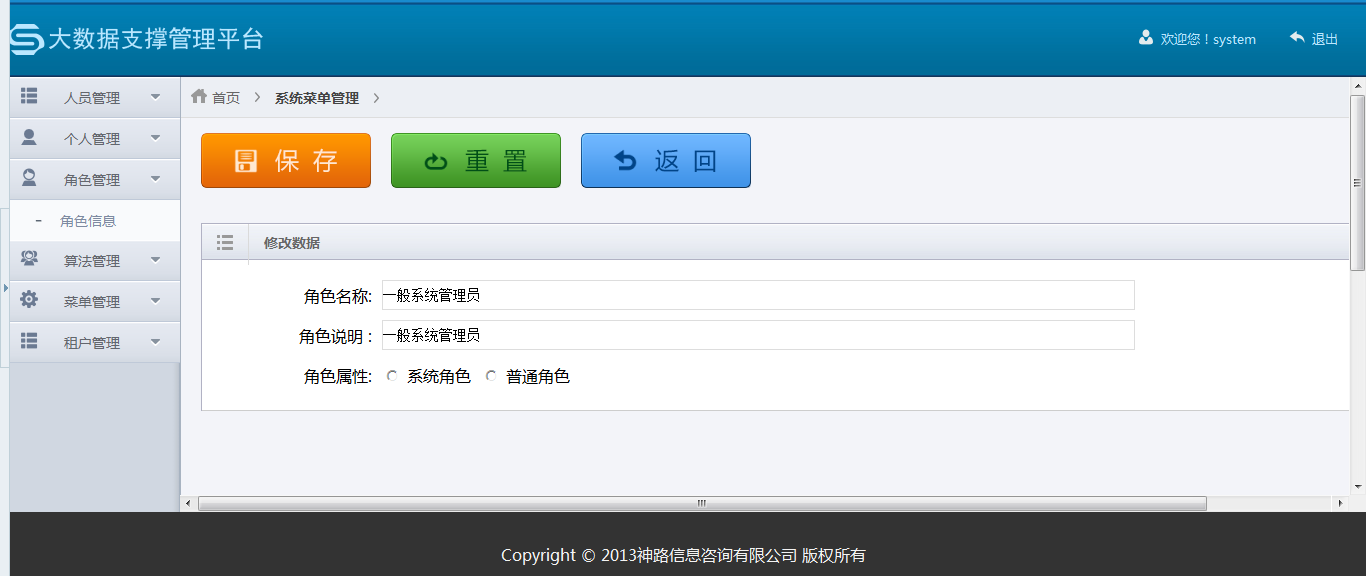 大数据支撑管理平台
欢迎您！system 退出
人员管理
个人管理
角色管理
- 角色信息
算法管理
菜单管理
租户管理
首页 > 系统菜单管理 >
保存 重置 返回
修改数据
角色名称: 一般系统管理员
角色说明 : 一般系统管理员
角色属性: 系统角色 普通角色
Copyright © 2013神路信息咨询有限公司 版权所有